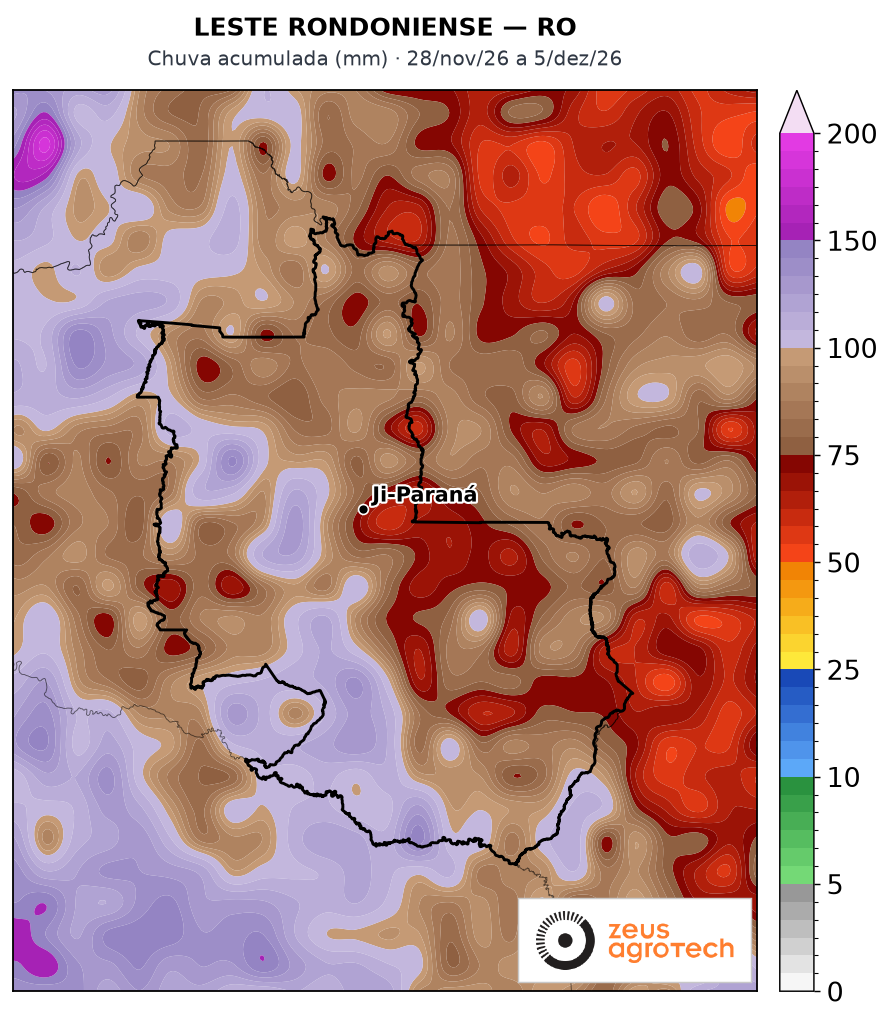 LESTE RONDONIENSE — RO
Chuva acumulada (mm) · 28/nov/26 a 5/dez/26
200
150
100
75
50
25
10
5
0
Ji-Paraná
zeus
agrotech